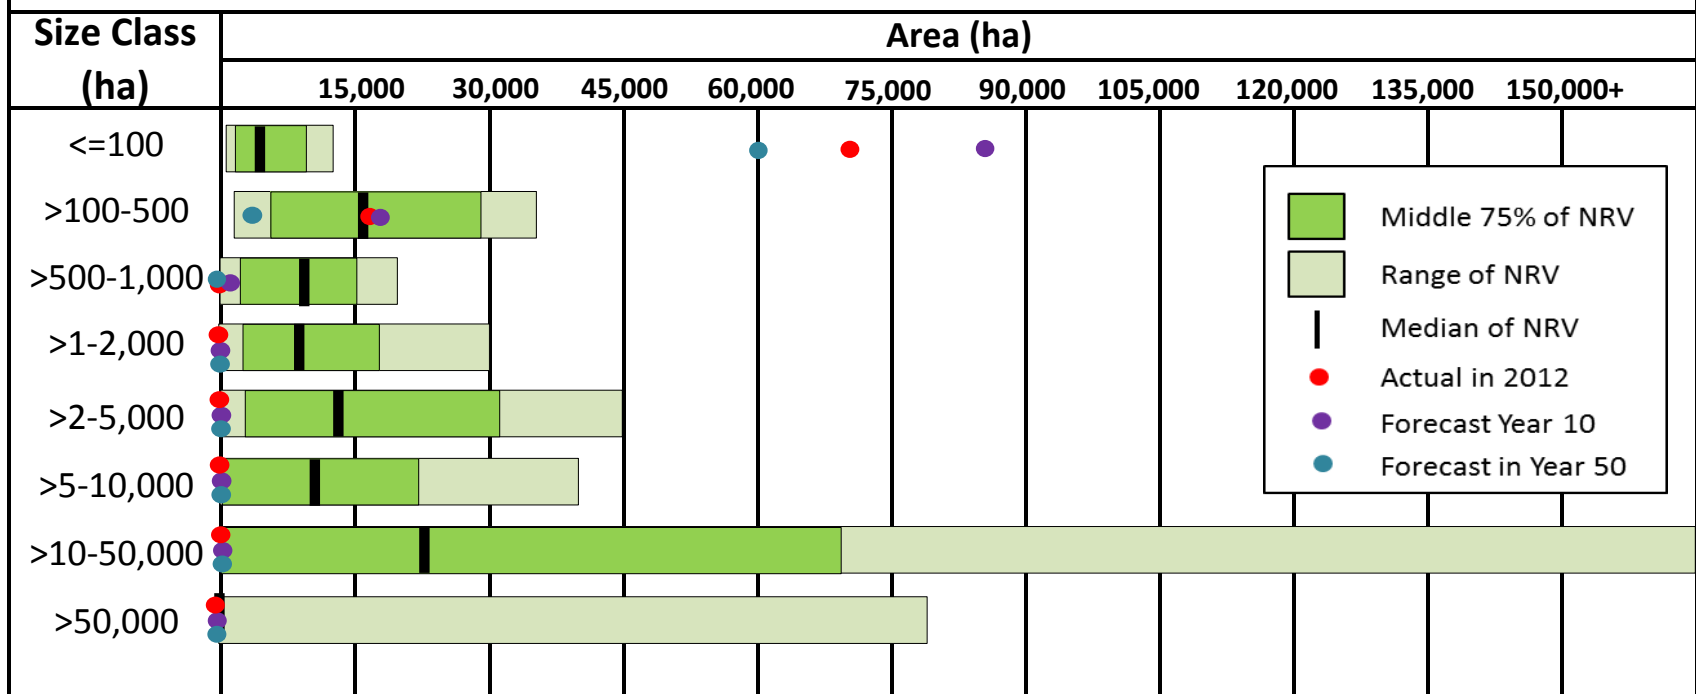 Size Class
(ha)
Area (ha)
15,000 30,000 45,000 60,000 75,000 90,000 105,000 120,000 135,000 150,000+
<=100
>100-500
>500-1,000
>1-2,000
>2-5,000
>5-10,000
>10-50,000
>50,000
Middle 75% of NRV
Range of NRV
Median of NRV
Actual in 2012
Forecast Year 10
Forecast in Year 50